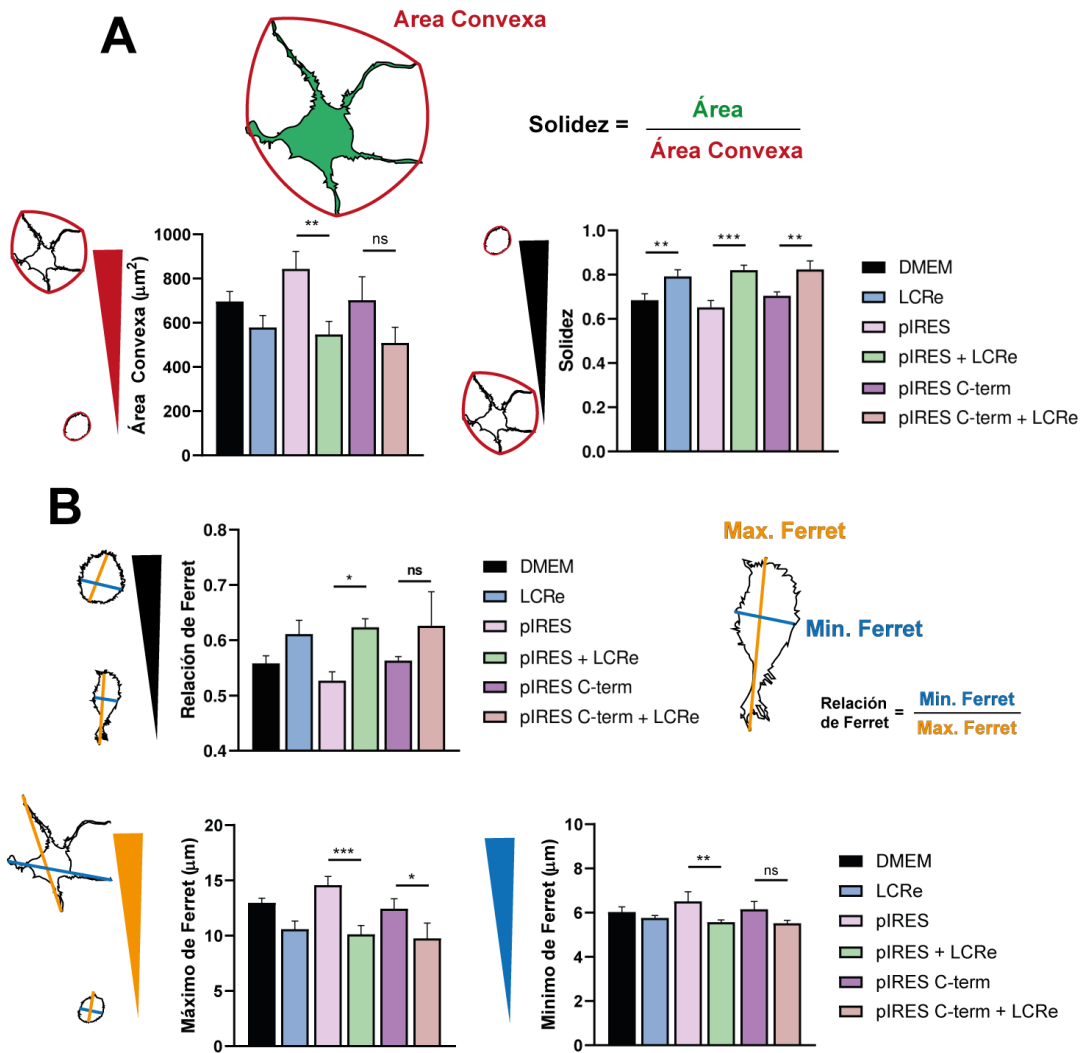 A
Area Convexa
Solidez =
Área
Área Convexa
Área Convexa (μm²)
1000
800
600
400
200
0
**
ns
Solidez
1.0
0.8
0.6
0.4
0.2
0.0
**
***
**
DMEM
LCRe
pIRES
pIRES + LCRe
pIRES C-term
pIRES C-term + LCRe
B
Relación de Ferret
0.8
0.7
0.6
0.5
0.4
*
ns
DMEM
LCRe
pIRES
pIRES + LCRe
pIRES C-term
pIRES C-term + LCRe
Max. Ferret
Min. Ferret
Relación
de Ferret
=
Min. Ferret
Max. Ferret
Máximo de Ferret (μm)
20
15
10
5
0
***
*
Minimo de Ferret (μm)
10
8
6
4
2
0
**
ns
DMEM
LCRe
pIRES
pIRES + LCRe
pIRES C-term
pIRES C-term + LCRe